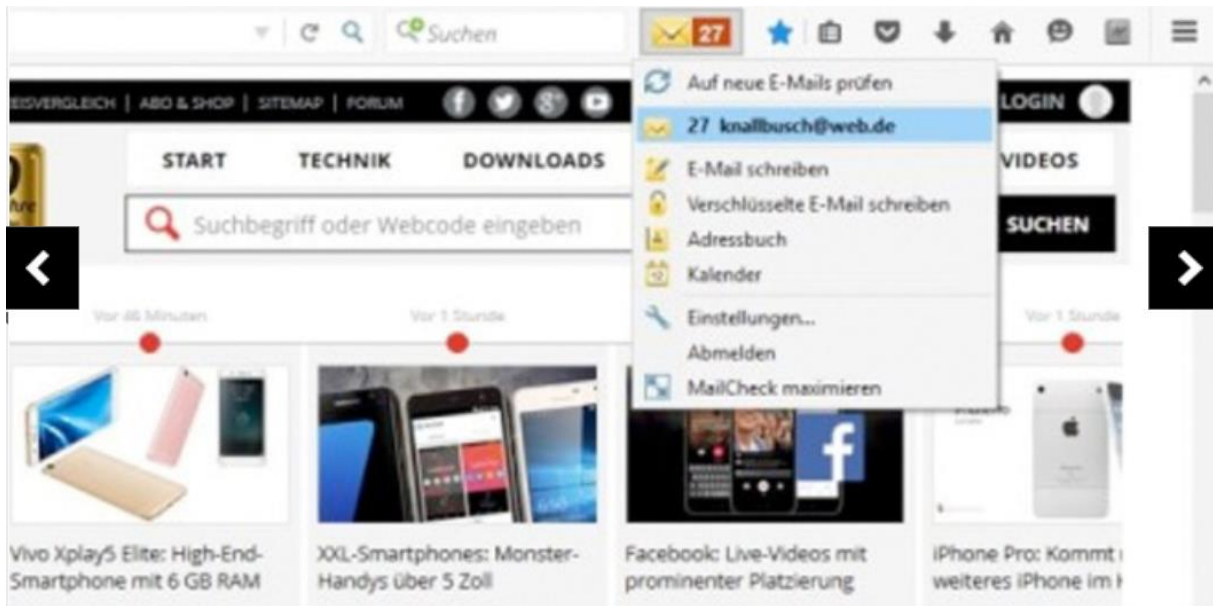 Suchen
27
Auf neue E-Mails prüfen
EISVERGLEICH | ABO & SHOP | SITEMAP | FORUM
LOGIN
27 knallbusch@web.de
START TECHNIK DOWNLOADS
VIDEOS
E-Mail schreiben
Verschlüsselte E-Mail schreiben
Suchbegriff oder Webcode eingeben
SUCHEN
Adressbuch
Kalender
Vor 46 Minuten
Vor 1 Stunde
Vor 1 Stunde
Einstellungen...
Abmelden
MailCheck maximieren
Vivo Xplay5 Elite: High-End-
Smartphone mit 6 GB RAM
XXL-Smartphones: Monster-
Handys über 5 Zoll
Facebook: Live-Videos mit
prominenter Platzierung
iPhone Pro: Kommt
weiteres iPhone im